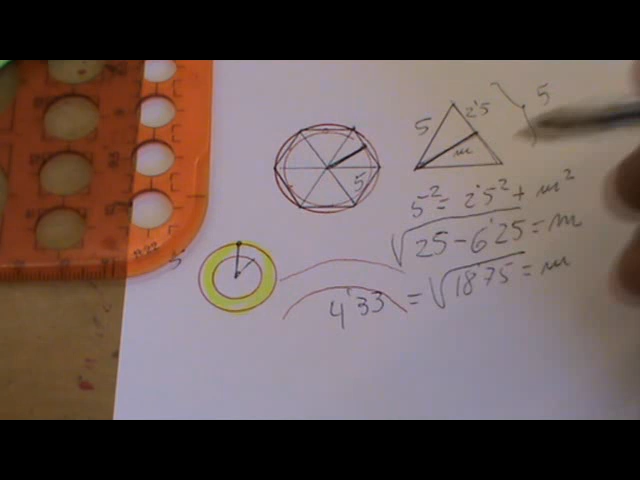 5
2'5
5
m
5
5² = 2'5² + m²
√25 - 6'25 = m
4'33 = √18'75 = m